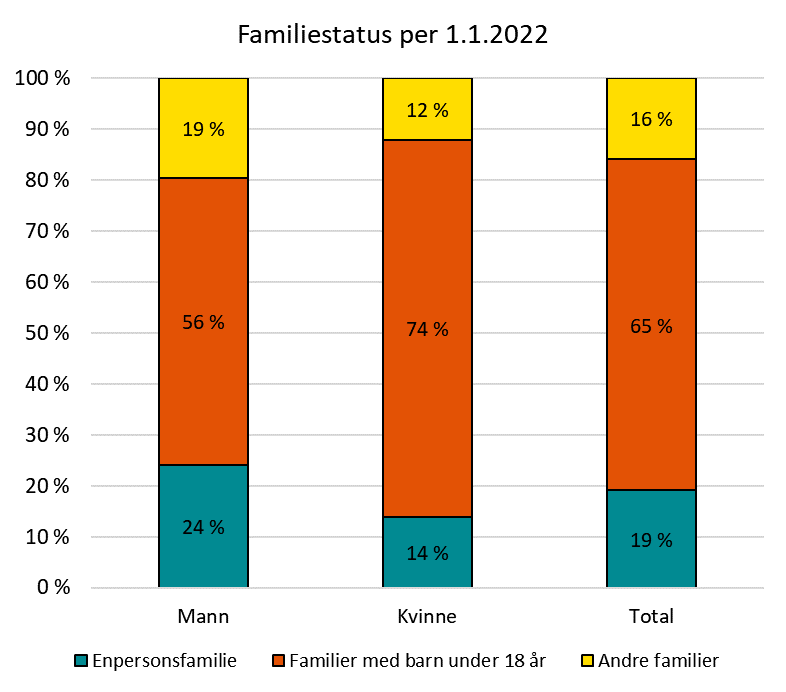 Familiestatus per 1.1.2022
100 %
90 %
80 %
70 %
60 %
50 %
40 %
30 %
20 %
10 %
0 %
19 %
12 %
16 %
56 %
74 %
65 %
24 %
14 %
19 %
Mann
Kvinne
Total
Enpersonsfamilie
Familier med barn under 18 år
Andre familier